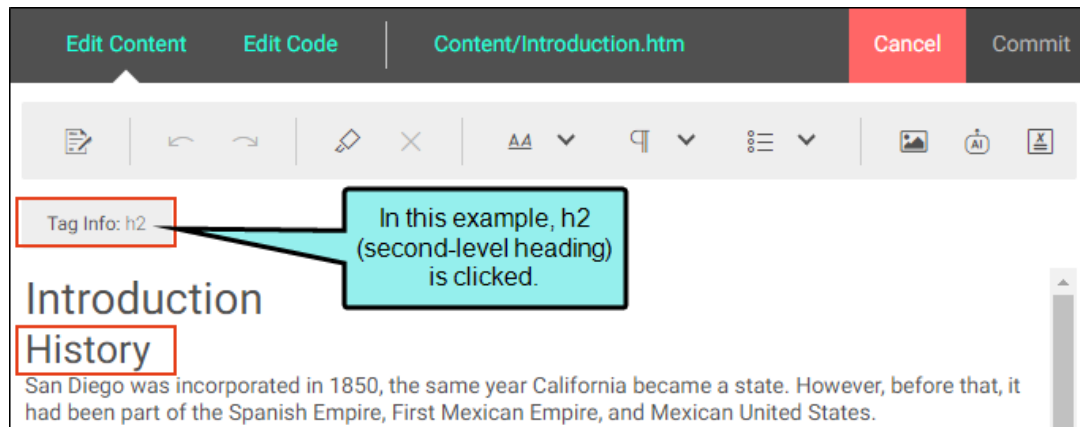 Edit Content Edit Code Content/Introduction.htm Cancel Commit
AA AI X
Tag Info: h2
In this example, h2
(second-level heading)
is clicked.
Introduction
History
San Diego was incorporated in 1850, the same year California became a state. However, before that, it
had been part of the Spanish Empire, First Mexican Empire, and Mexican United States.